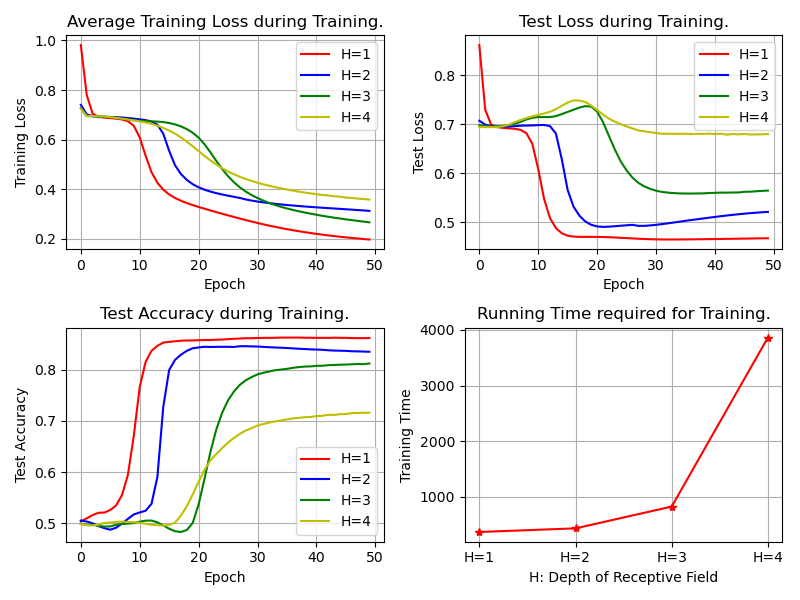 Average Training Loss during Training.
Training Loss
1.0
0.8
0.6
0.4
0.2
H=1
H=2
H=3
H=4
0 10 20 30 40 50
Epoch
Test Loss during Training.
Test Loss
0.8
0.7
0.6
0.5
H=1
H=2
H=3
H=4
0 10 20 30 40 50
Epoch
Test Accuracy during Training.
Test Accuracy
0.8
0.7
0.6
0.5
H=1
H=2
H=3
H=4
0 10 20 30 40 50
Epoch
Running Time required for Training.
Training Time
4000
3000
2000
1000
H=1 H=2 H=3 H=4
H: Depth of Receptive Field